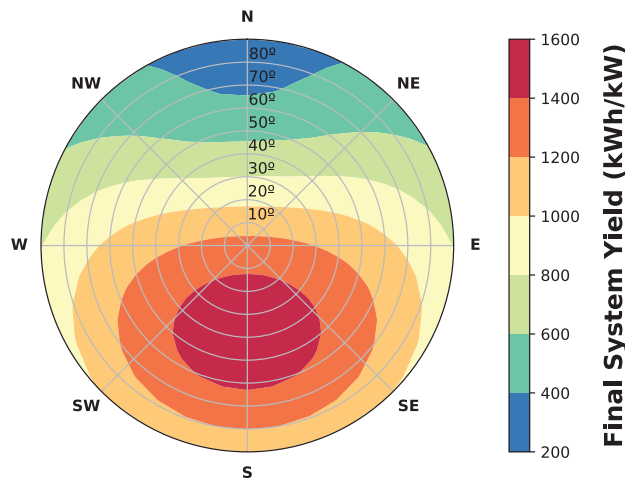 N
NW
NE
80º
70º
60º
50º
40º
30º
20º
10º
W
E
SW
SE
S
1600
1400
1200
1000
800
600
400
200
Final System Yield (kWh/kW)